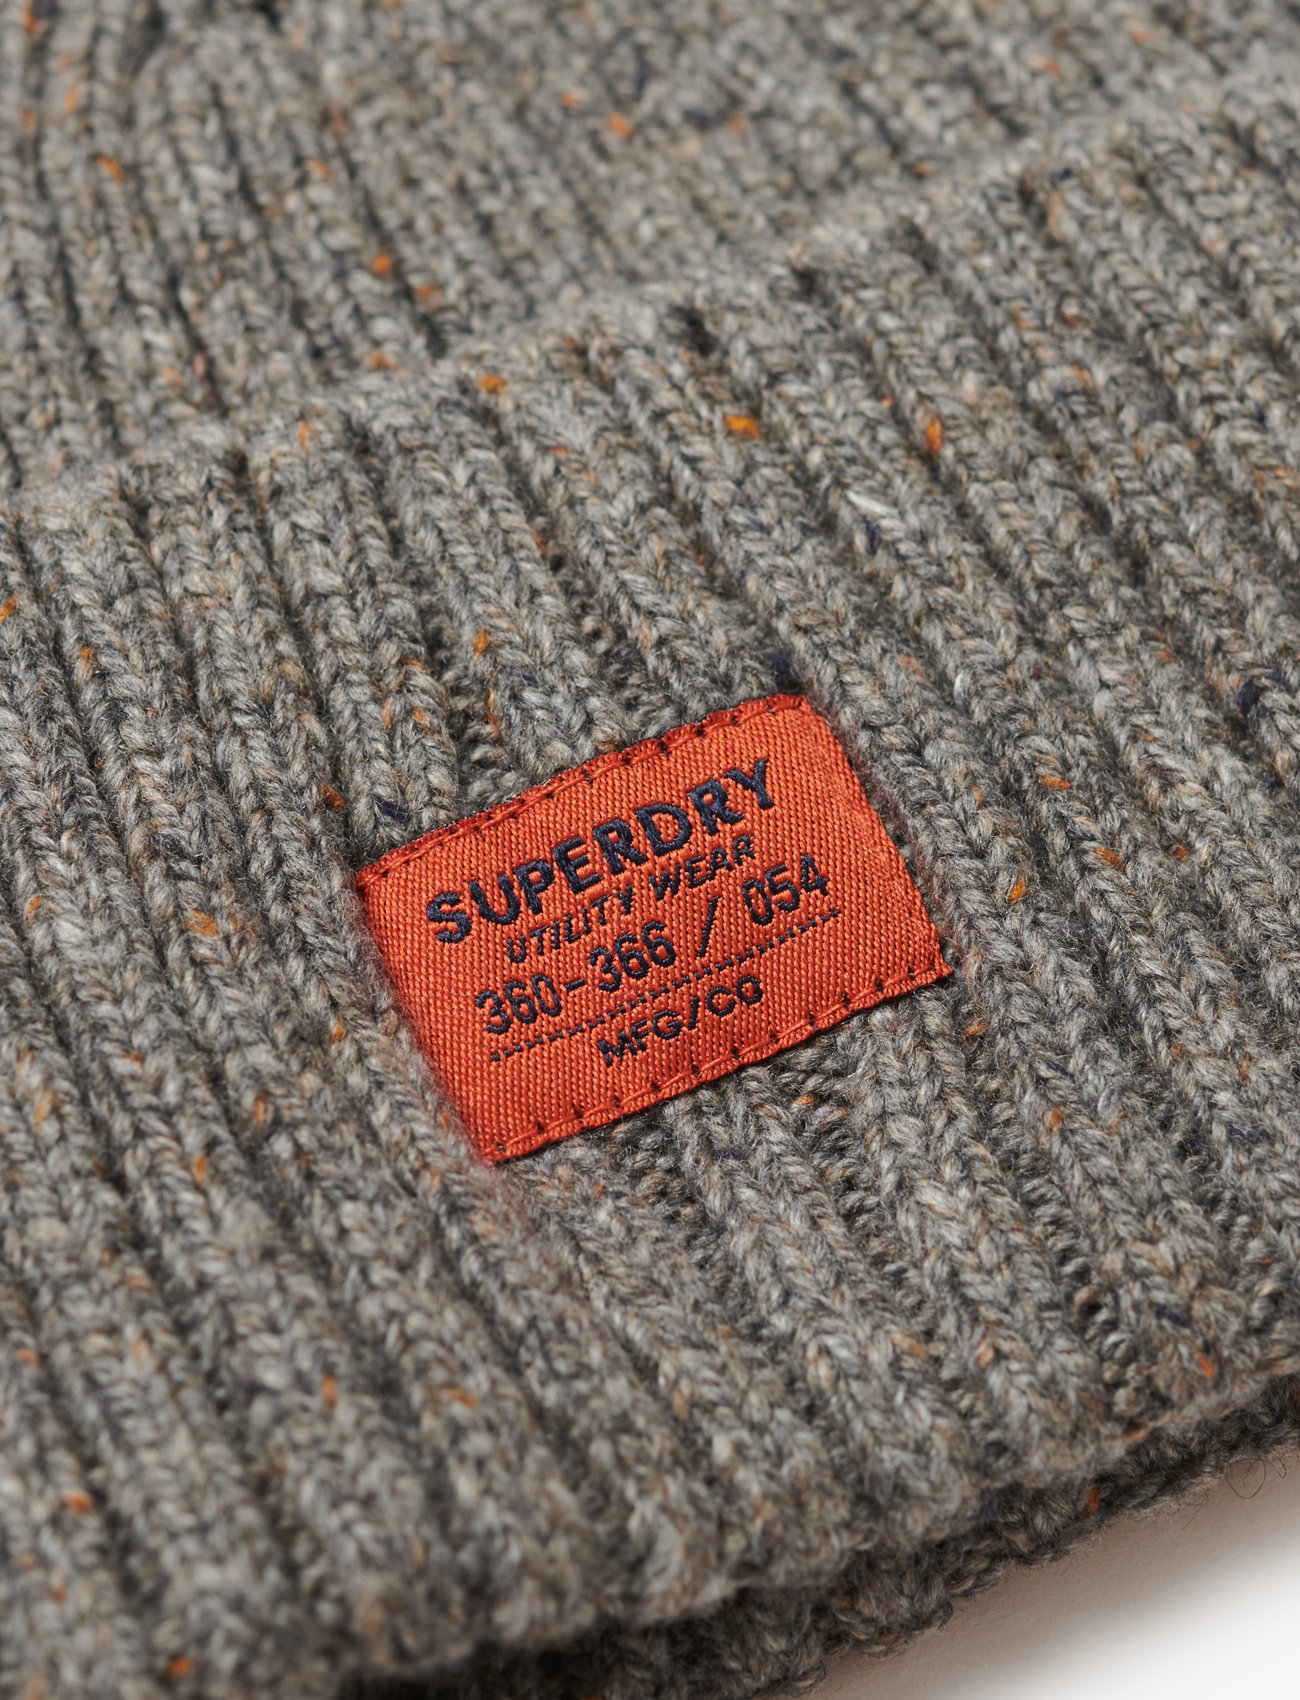 SUPERDRY
UTILITY WEAR
360-366 / 054
MFG/CO